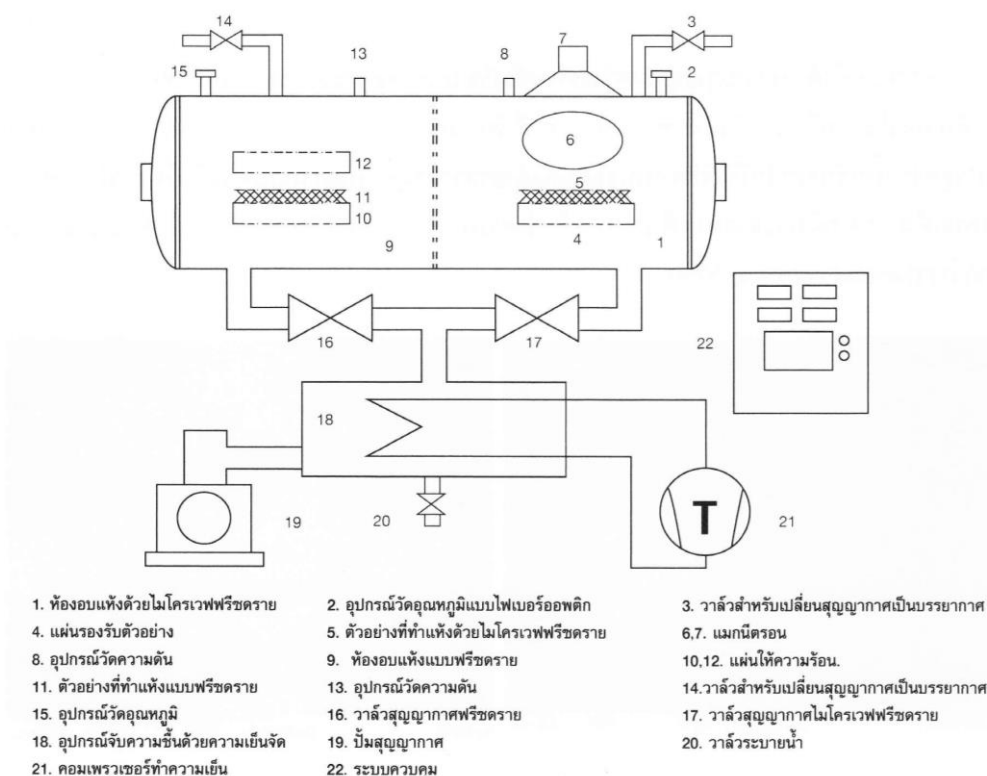 14
3
7
13
8
15
2
6
12
5
11
10
4
9
1
16
17
22
18
T
19
20
21
1. ห้องอบแห้งด้วยไมโครเวฟฟรีซดราย 2. อุปกรณ์วัดอุณหภูมิแบบไฟเบอร์ออพติก 3. วาล์วสำหรับเปลี่ยนสุญญากาศเป็นบรรยากาศ
4. แผ่นรองรับตัวอย่าง 5. ตัวอย่างที่ทำแห้งด้วยไมโครเวฟฟรีซดราย 6,7. แมกนีตรอน
8. อุปกรณ์วัดความดัน 9. ห้องอบแห้งแบบฟรีซดราย 10,12. แผ่นให้ความร้อน.
11. ตัวอย่างที่ทำแห้งแบบฟรีซดราย 13. อุปกรณ์วัดความดัน 14.วาล์วสำหรับเปลี่ยนสุญญากาศเป็นบรรยากาศ
15. อุปกรณ์วัดอุณหภูมิ 16. วาล์วสุญญากาศฟรีซดราย 17. วาล์วสุญญากาศไมโครเวฟฟรีซดราย
18. อุปกรณ์จับความชื้นด้วยความเย็นจัด 19. ปั้มสุญญากาศ 20. วาล์วระบายน้ำ
21. คอมเพรวเซอร์ทำความเย็น 22. ระบบควบคุม